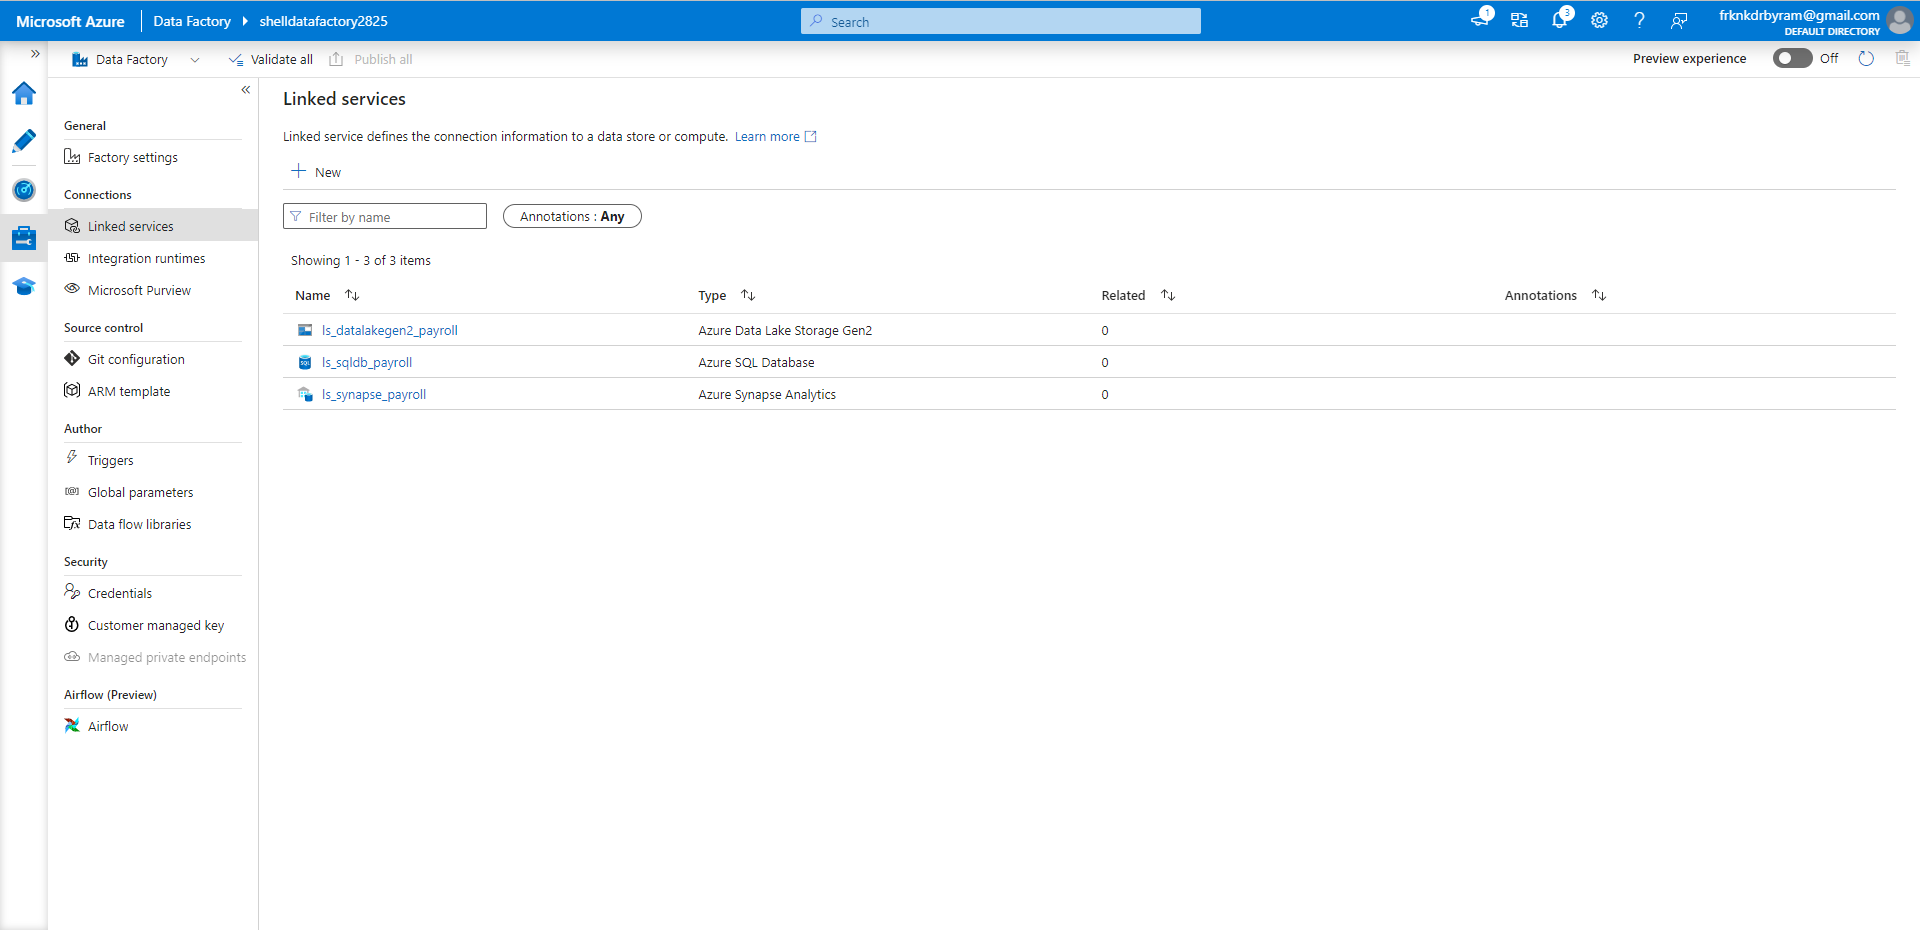 Microsoft Azure Data Factory shelldatafactory2825 Search 1 3 frknkdrbyram@gmail.com
DEFAULT DIRECTORY
Data Factory Validate all Publish all Preview experience Off
General
Factory settings
Connections
Linked services
Integration runtimes
Microsoft Purview
Source control
Git configuration
ARM template
Author
Triggers
Global parameters
Data flow libraries
Security
Credentials
Customer managed key
Managed private endpoints
Airflow (Preview)
Airflow
Linked services
Linked service defines the connection information to a data store or compute. Learn more
New
Filter by name Annotations : Any
Showing 1 - 3 of 3 items
Name Type Related Annotations
ls_datalakegen2_payroll Azure Data Lake Storage Gen2 0
ls_sqldb_payroll Azure SQL Database 0
ls_synapse_payroll Azure Synapse Analytics 0